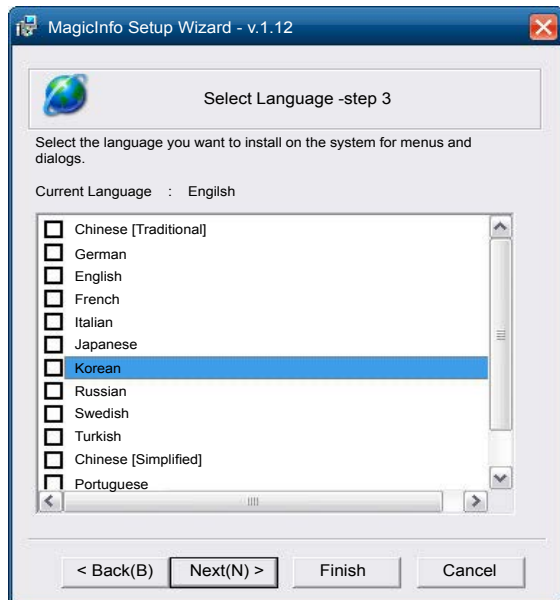 MagicInfo Setup Wizard - v.1.12
Select Language -step 3
Select the language you want to install on the system for menus and
dialogs.
Current Language : Engilsh
Chinese [Traditional]
German
English
French
Italian
Japanese
Korean
Russian
Swedish
Turkish
Chinese [Simplified]
Portuguese
< Back(B) Next(N) > Finish Cancel